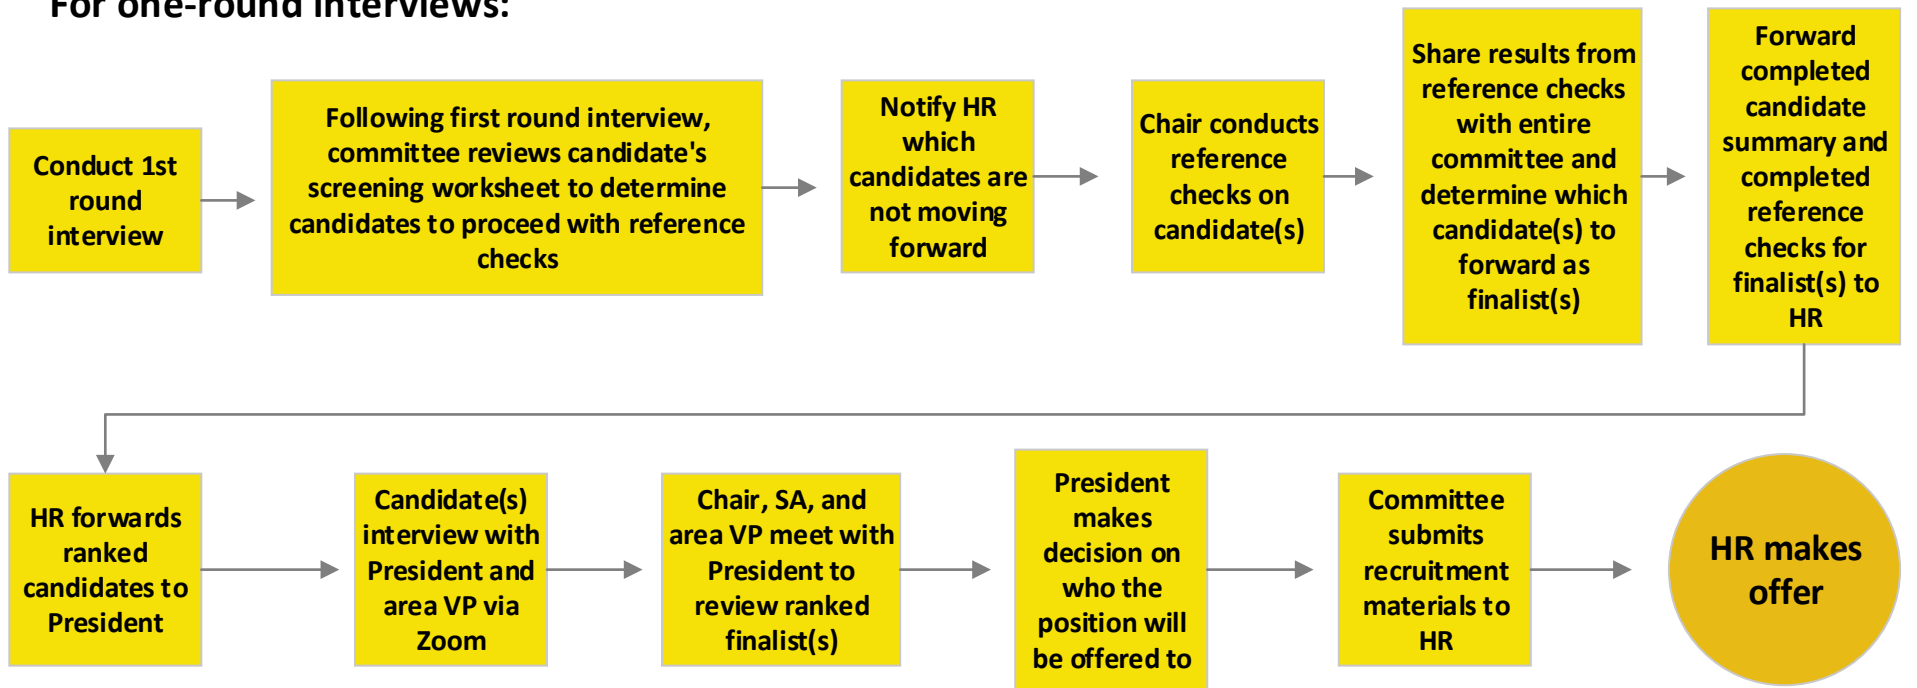 For one-round interviews:
Conduct 1st
round
interview
Following first round interview,
committee reviews candidate's
screening worksheet to determine
candidates to proceed with reference
checks
Notify HR
which
candidates are
not moving
forward
Chair conducts
reference
checks on
candidate(s)
Share results from
reference checks
with entire
committee and
determine which
candidate(s) to
forward as
finalist(s)
Forward
completed
candidate
summary and
completed
reference
checks for
finalist(s) to
HR
HR forwards
ranked
candidates to
President
Candidate(s)
interview with
President and
area VP via
Zoom
Chair, SA, and
area VP meet with
President to
review ranked
finalist(s)
President
makes
decision on
who the
position will
be offered to
Committee
submits
recruitment
materials to
HR
HR makes
offer